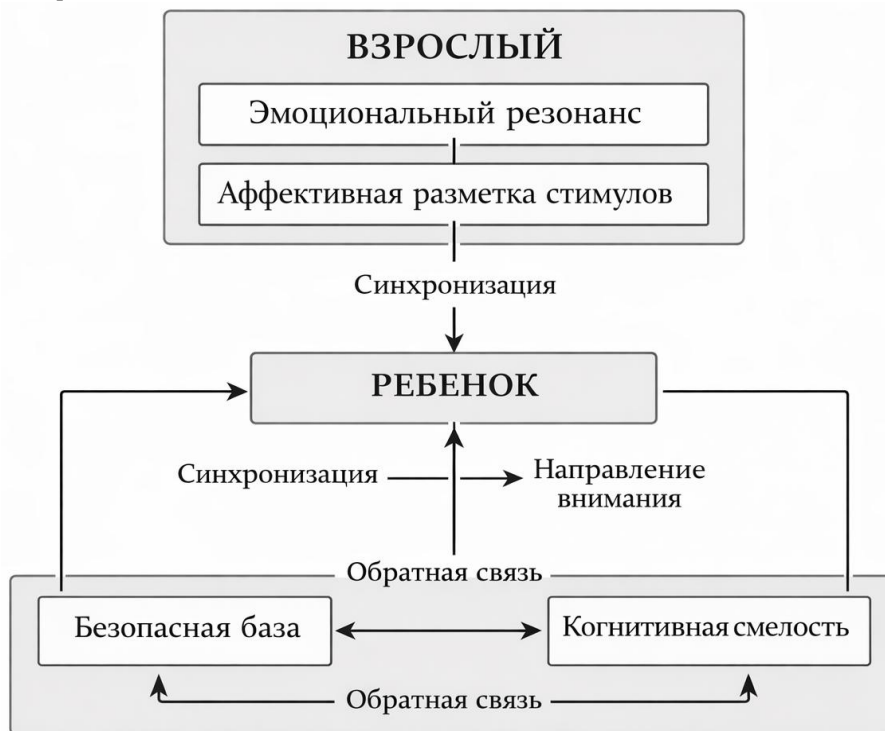 ВЗРОСЛЫЙ
Эмоциональный резонанс
Аффективная разметка стимулов
Синхронизация
РЕБЕНОК
Синхронизация
Направление
внимания
Обратная связь
Безопасная база
Когнитивная смелость
Обратная связь